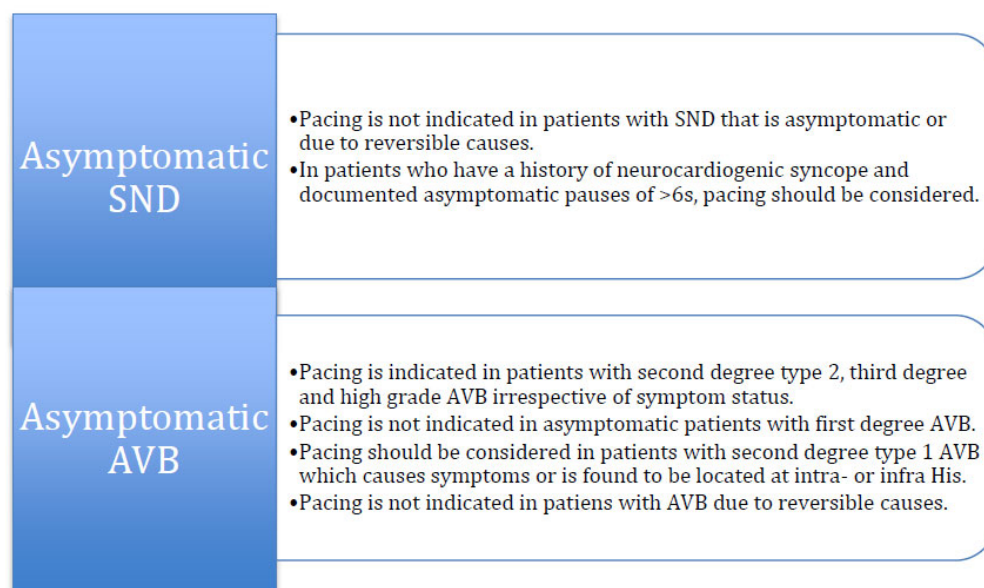 Asymptomatic
SND
•Pacing is not indicated in patients with SND that is asymptomatic or
due to reversible causes.
•In patients who have a history of neurocardiogenic syncope and
documented asymptomatic pauses of >6s, pacing should be considered.
Asymptomatic
AVB
•Pacing is indicated in patients with second degree type 2, third degree
and high grade AVB irrespective of symptom status.
•Pacing is not indicated in asymptomatic patients with first degree AVB.
•Pacing should be considered in patients with second degree type 1 AVB
which causes symptoms or is found to be located at intra- or infra His.
•Pacing is not indicated in patiens with AVB due to reversible causes.